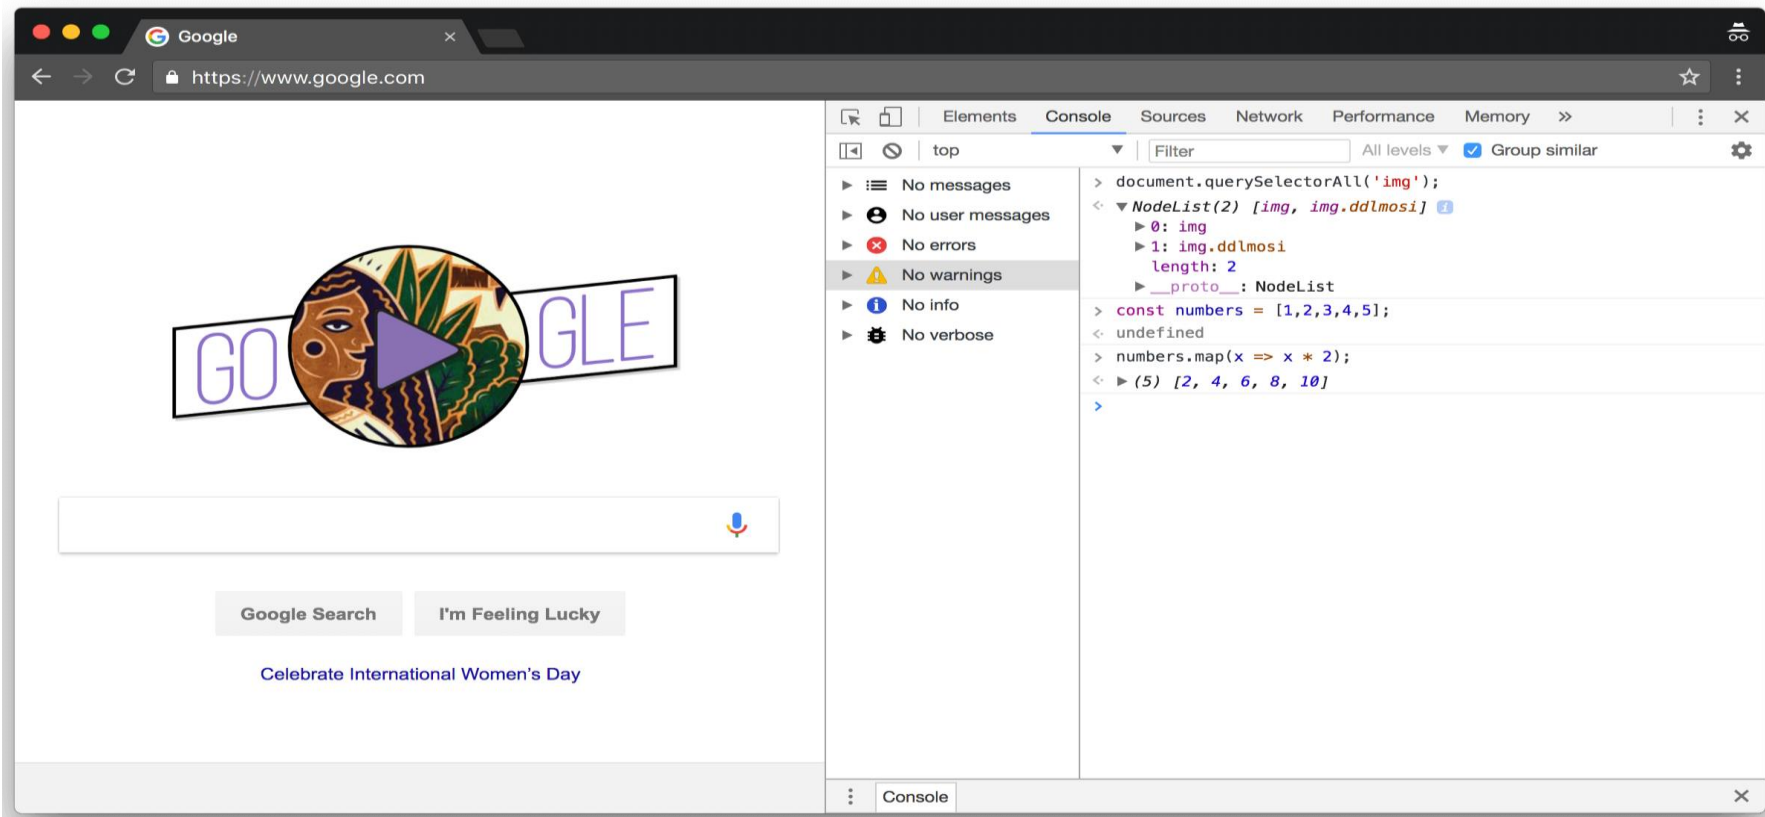 Google
https://www.google.com
GO GLE
Google Search I'm Feeling Lucky
Celebrate International Women's Day
Elements Console Sources Network Performance Memory »
top Filter All levels Group similar
No messages
No user messages
No errors
No warnings
No info
No verbose
> document.querySelectorAll('img');
NodeList(2) [img, img.ddlmosi] i
0: img
1: img.ddlmosi
length: 2
__proto__: NodeList
> const numbers = [1,2,3,4,5];
undefined
> numbers.map(x => x * 2);
(5) [2, 4, 6, 8, 10]
>
Console